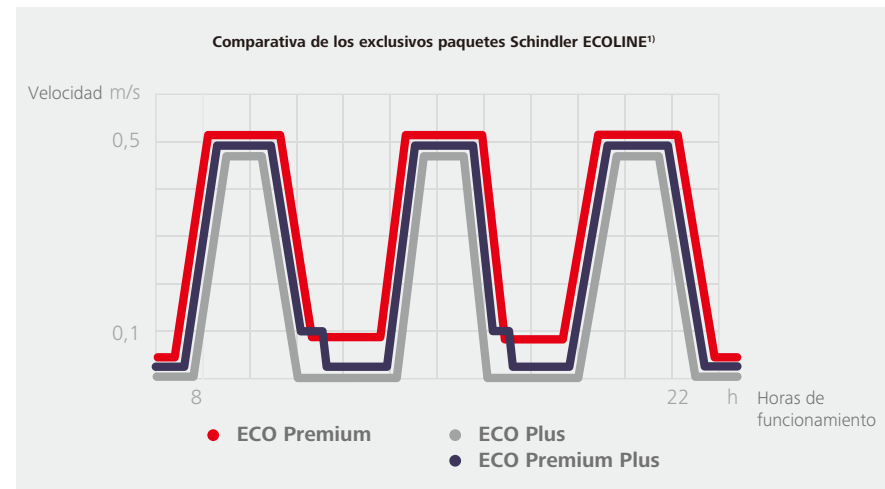 Comparativa de los exclusivos paquetes Schindler ECOLINE¹⁾
Velocidad m/s
0,5
0,1
8
22
h
Horas de
funcionamiento
ECO Premium
ECO Plus
ECO Premium Plus